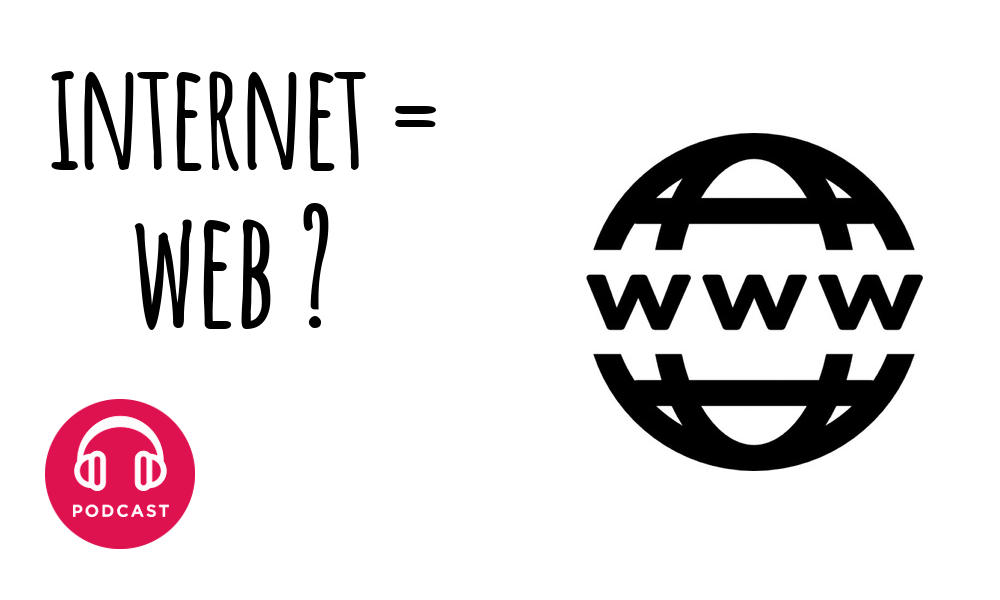 INTERNET =
WEB ?
www
PODCAST